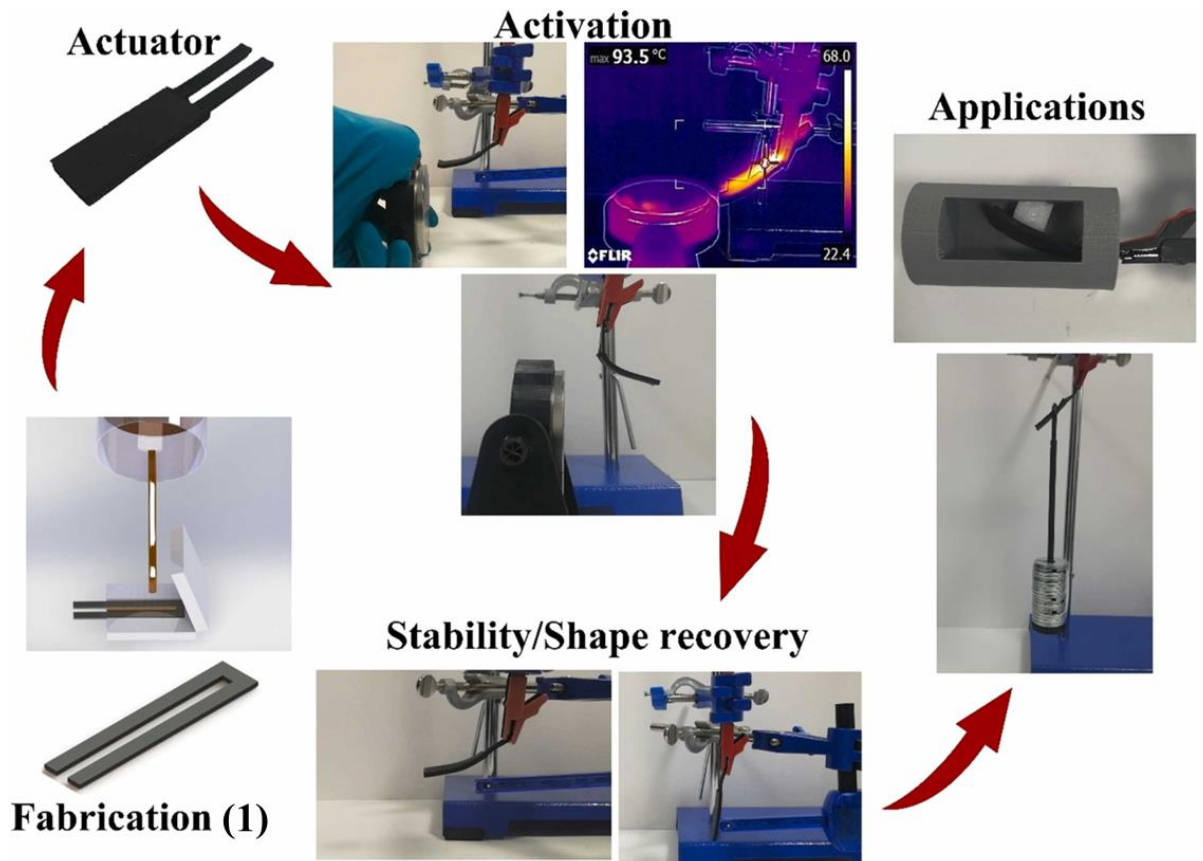 Actuator
Activation
max 93.5 °C
68.0
22.4
FLIR
Applications
Stability/Shape recovery
Fabrication (1)